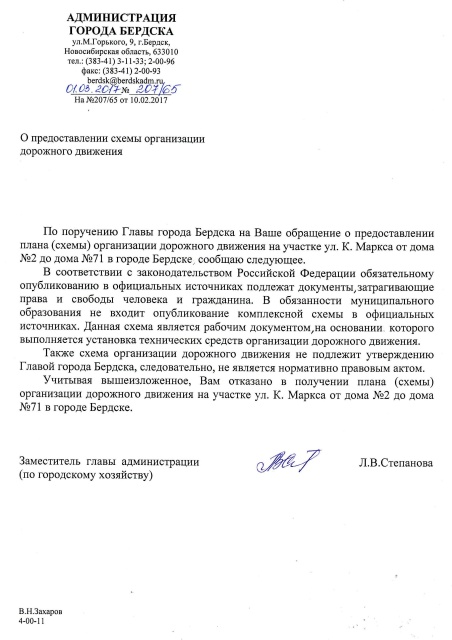 АДМИНИСТРАЦИЯ
ГОРОДА БЕРДСКА
ул.М.Горького, 9, г.Бердск,
Новосибирская область, 633010
тел.: (383-41) 3-11-33; 2-00-96
факс: (383-41) 2-00-93
berdsk@berdskadm.ru
01.03.2017 № 207/65
На №207/65 от 10.02.2017
О предоставлении схемы организации
дорожного движения
По поручению Главы города Бердска на Ваше обращение о предоставлении
плана (схемы) организации дорожного движения на участке ул. К. Маркса от дома
№2 до дома №71 в городе Бердске, сообщаю следующее.
В соответствии с законодательством Российской Федерации обязательному
опубликованию в официальных источниках подлежат документы,затрагивающие
права и свободы человека и гражданина. В обязанности муниципального
образования не входит опубликование комплексной схемы в официальных
источниках. Данная схема является рабочим документом,на основании которого
выполняется установка технических средств организации дорожного движения.
Также схема организации дорожного движения не подлежит утверждению
Главой города Бердска, следовательно, не является нормативно правовым актом.
Учитывая вышеизложенное, Вам отказано в получении плана (схемы)
организации дорожного движения на участке ул. К. Маркса от дома №2 до дома
№71 в городе Бердске.
Заместитель главы администрации
(по городскому хозяйству) Л.В.Степанова
В.Н.Захаров
4-00-11